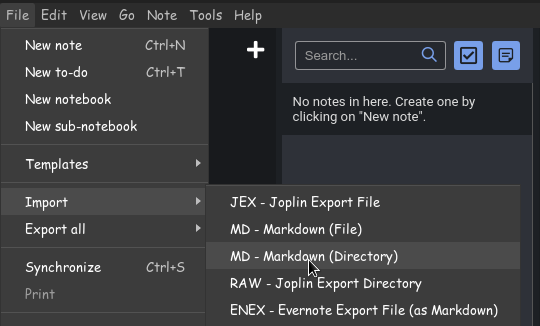 File Edit View Go Note Tools Help
New note Ctrl+N
New to-do Ctrl+T
New notebook
New sub-notebook
Templates
Import
Export all
Synchronize Ctrl+S
Print
Search...
No notes in here. Create one by
clicking on "New note".
JEX - Joplin Export File
MD - Markdown (File)
MD - Markdown (Directory)
RAW - Joplin Export Directory
ENEX - Evernote Export File (as Markdown)